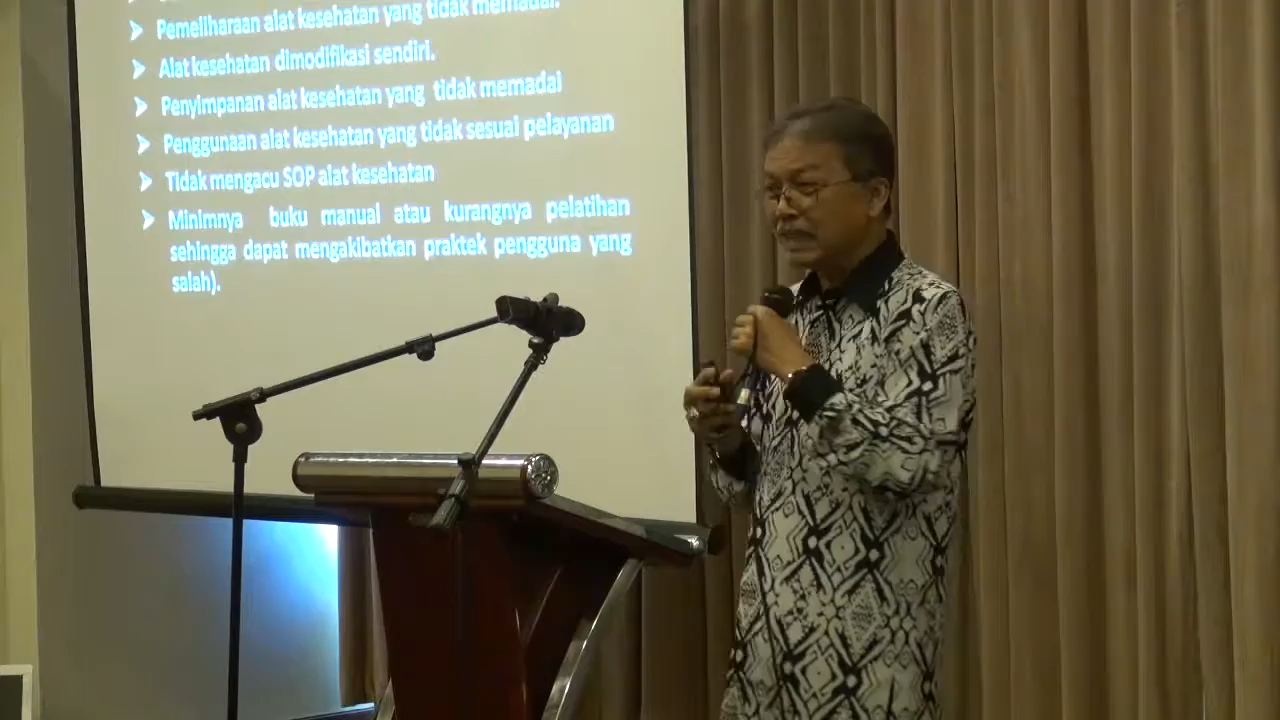 Pemeliharaan alat kesehatan yang tidak memadai.
Alat kesehatan dimodifikasi sendiri.
Penyimpanan alat kesehatan yang tidak memadai
Penggunaan alat kesehatan yang tidak sesuai pelayanan
Tidak mengacu SOP alat kesehatan
Minimnya buku manual atau kurangnya pelatihan
sehingga dapat mengakibatkan praktek pengguna yang
salah).